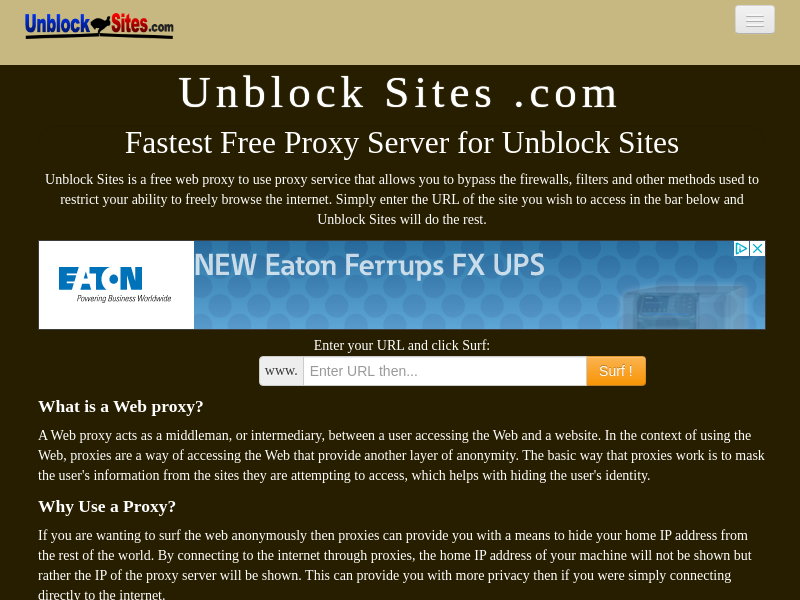 Unblock Sites.com
Unblock Sites .com
Fastest Free Proxy Server for Unblock Sites
Unblock Sites is a free web proxy to use proxy service that allows you to bypass the firewalls, filters and other methods used to
restrict your ability to freely browse the internet. Simply enter the URL of the site you wish to access in the bar below and
Unblock Sites will do the rest.
EATON
Powering Business Worldwide
NEW Eaton Ferrups FX UPS
Enter your URL and click Surf:
www. Enter URL then... Surf !
What is a Web proxy?
A Web proxy acts as a middleman, or intermediary, between a user accessing the Web and a website. In the context of using the
Web, proxies are a way of accessing the Web that provide another layer of anonymity. The basic way that proxies work is to mask
the user's information from the sites they are attempting to access, which helps with hiding the user's identity.
Why Use a Proxy?
If you are wanting to surf the web anonymously then proxies can provide you with a means to hide your home IP address from
the rest of the world. By connecting to the internet through proxies, the home IP address of your machine will not be shown but
rather the IP of the proxy server will be shown. This can provide you with more privacy then if you were simply connecting
directly to the internet.